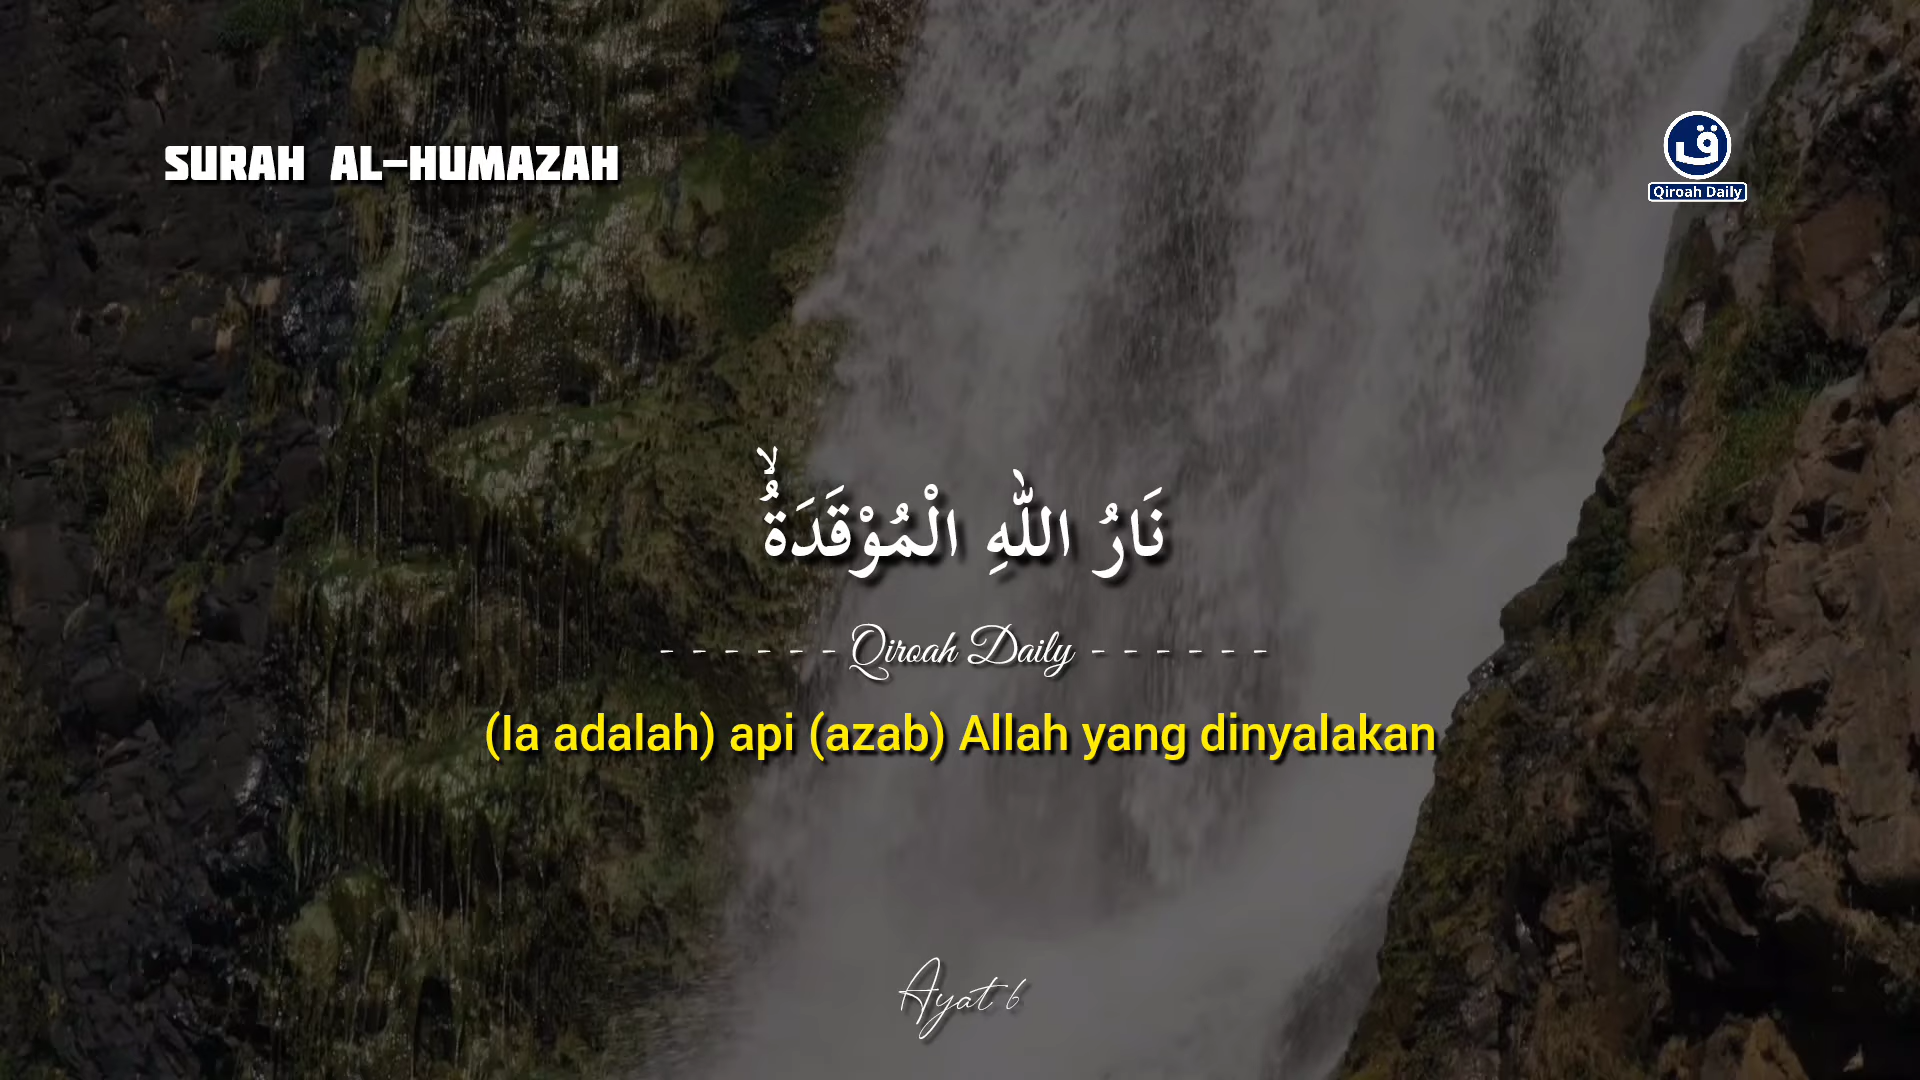 SURAH AL-HUMAZAH
ق
Qiroah Daily
نَارُ اللّٰهِ الْمُوْقَدَةُۙ
- - - - - - Qiroah Daily - - - - - -
(Ia adalah) api (azab) Allah yang dinyalakan
Ayat 6